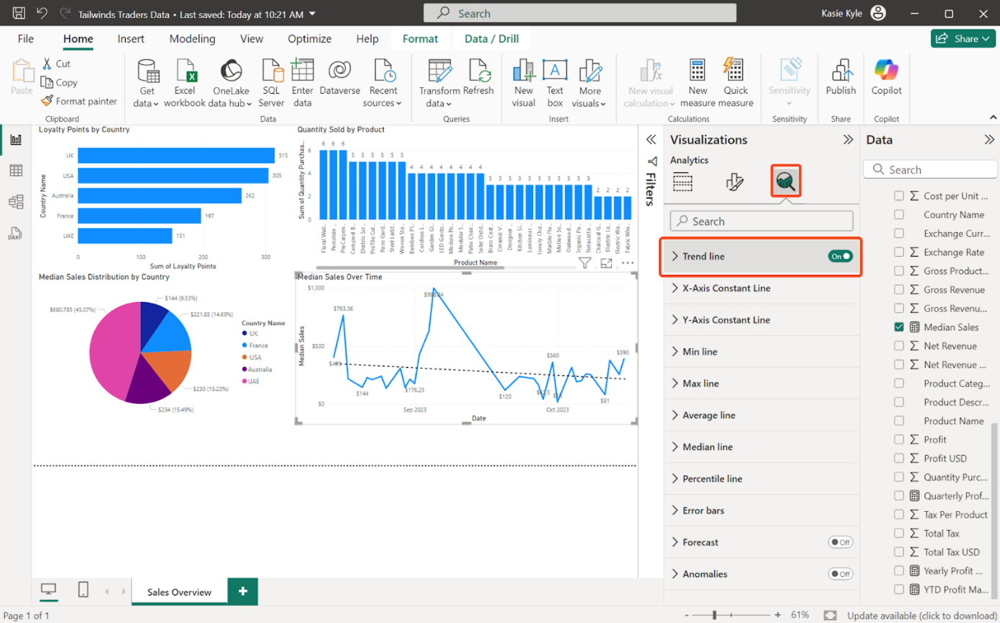 Tailwinds Traders Data • Last saved: Today at 10:21 AM
Search
Kasie Kyle
File
Home
Insert
Modeling
View
Optimize
Help
Format
Data / Drill
Share
Paste
Cut
Copy
Format painter
Clipboard
Get data
Excel workbook
OneLake data hub
SQL Server
Enter data
Dataverse
Recent sources
Data
Transform data
Refresh
Queries
New visual
Text box
More visuals
Insert
New visual calculation
New measure
Quick measure
Calculations
Sensitivity
Sensitivity
Publish
Share
Copilot
Copilot
Loyalty Points by Country
Country Name
UK
315
USA
305
Australia
262
France
197
UAE
151
0
100
200
300
Sum of Loyalty Points
Quantity Sold by Product
Sum of Quantity Purchas...
6
4
2
0
6 6 6 5 5 5 5 5 5 4 4 4 4 4 4 4 4 3 3 3 3 3 3 3 3 3 3 3 2 2 2 2
Floral Wall...
Porcelain ...
ProCarpen...
Compost B...
Electric Scr...
ProTile Cut...
Rose Gard...
Steel Ladd...
Woven Sto...
Bamboo Pl...
Cordless L...
Garden Gl...
LED Garde...
Modern Pe...
Modular S...
Patio Chair...
Solar Outd...
Brass Coat...
Ceramic V...
Designer ...
Kitchen Si...
Luminous ...
Luxury Cha...
Marble Flo...
Motion Se...
Oakwood ...
Organic Po...
Terracotta ...
Charcoal G...
Electric La...
Electric Wa...
Fabric Win...
Product Name
Median Sales Distribution by Country
$144 (9.53%)
$221.85 (14.69%)
$230 (15.23%)
$234 (15.49%)
$680.785 (45.07%)
Country Name
UK
France
USA
Australia
UAE
Median Sales Over Time
Median Sales
$1,000
$500
$0
$763.36
$144
$176.25
$120
$360
$81
$390
Sep 2023
Oct 2023
Date
Filters
Visualizations
Analytics
Search
Trend line
On
X-Axis Constant Line
Y-Axis Constant Line
Min line
Max line
Average line
Median line
Percentile line
Error bars
Forecast
Off
Anomalies
Off
Data
Search
Cost per Unit ...
Country Name
Exchange Curr...
Exchange Rate
Gross Product...
Gross Revenue
Gross Revenu...
Median Sales
Net Revenue
Net Revenue ...
Product Categ...
Product Descr...
Product Name
Profit
Profit USD
Quantity Purc...
Quarterly Prof...
Tax Per Product
Total Tax
Total Tax USD
Yearly Profit ...
YTD Profit Ma...
Sales Overview
Page 1 of 1
61%
Update available (click to download)